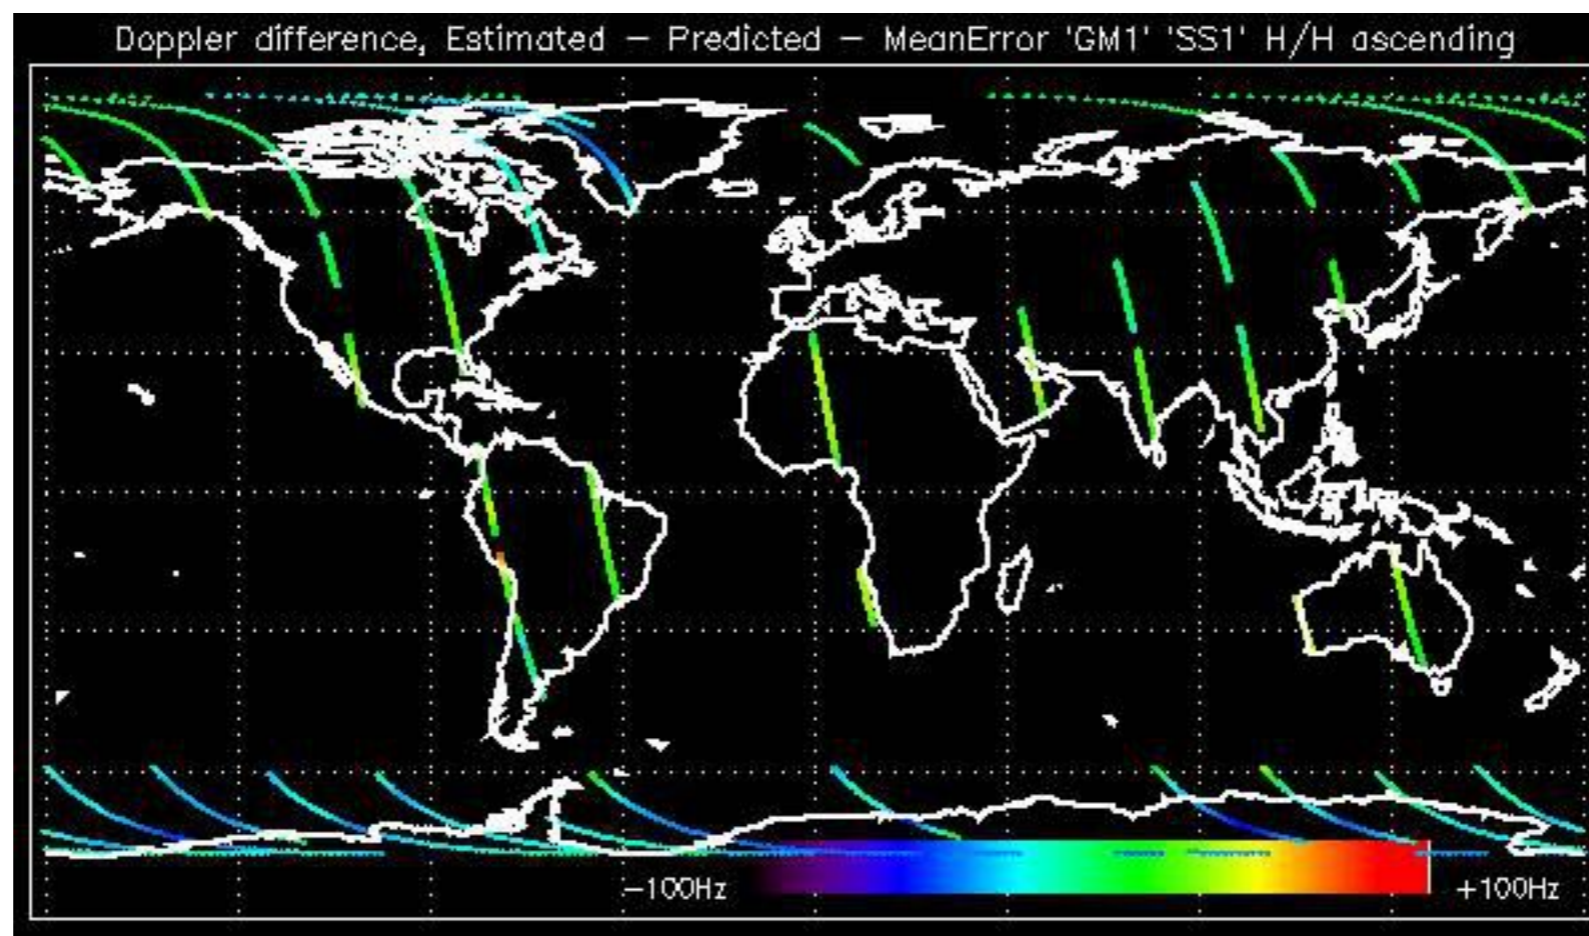 Doppler difference, Estimated – Predicted – MeanError 'GM1' 'SS1' H/H ascending
–100Hz +100Hz